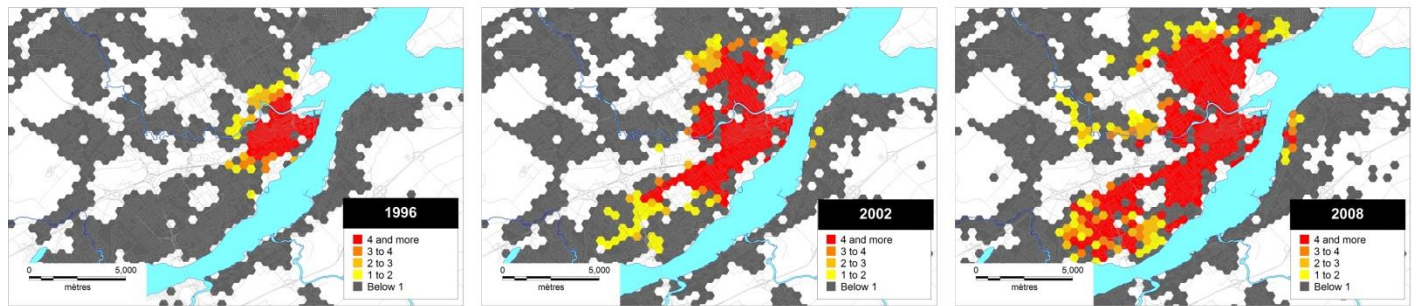 1996
4 and more
3 to 4
2 to 3
1 to 2
Below 1
0 5,000
mètres
2002
4 and more
3 to 4
2 to 3
1 to 2
Below 1
0 5,000
mètres
2008
4 and more
3 to 4
2 to 3
1 to 2
Below 1
0 5,000
mètres